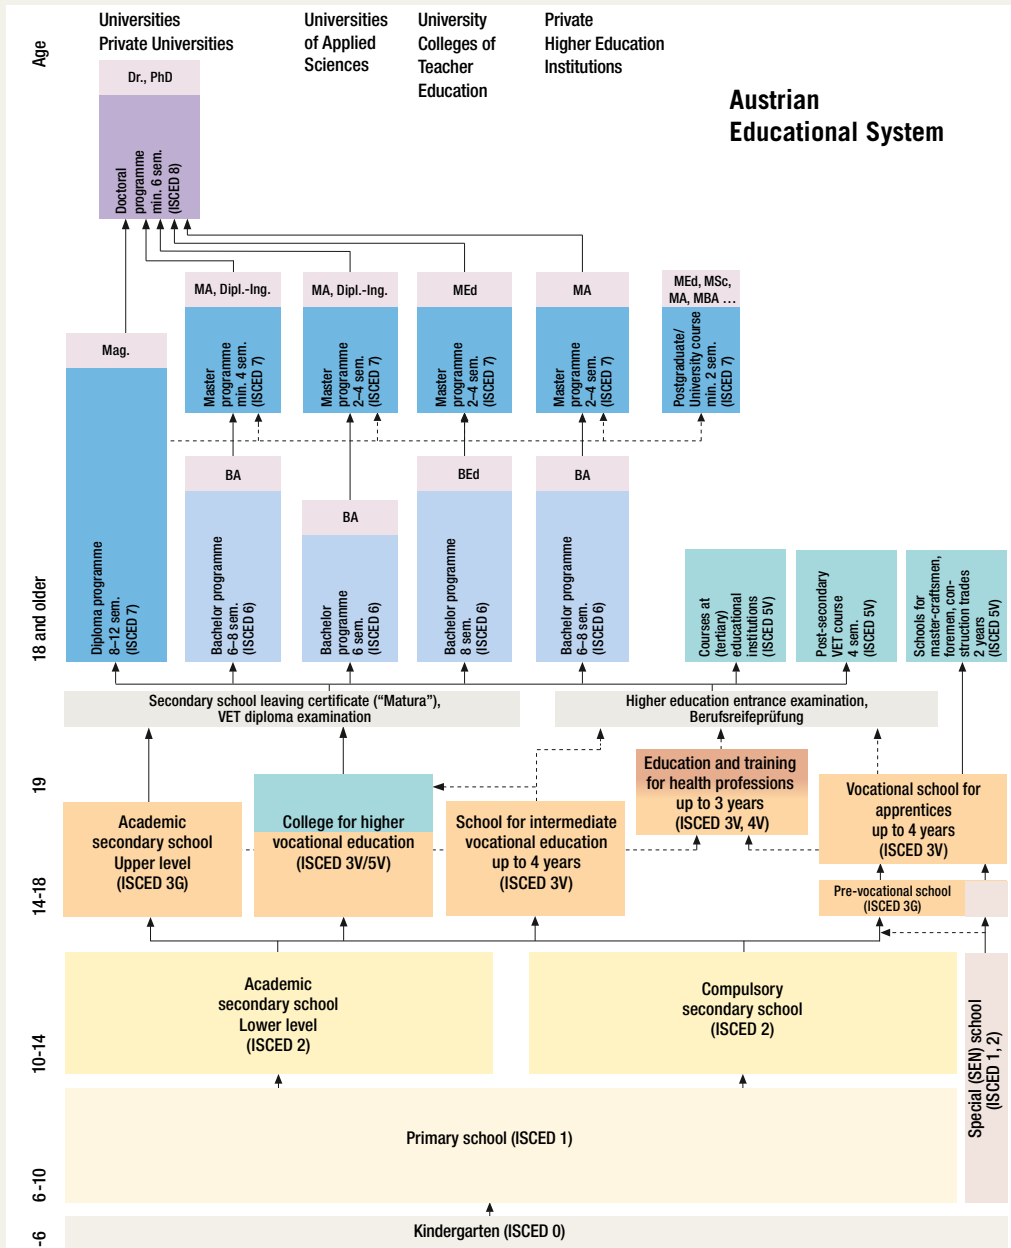 Age
Universities
Private Universities
Universities
of Applied
Sciences
University
Colleges of
Teacher
Education
Private
Higher Education
Institutions
Austrian
Educational System
Dr., PhD
Doctoral
programme
min. 6 sem.
(ISCED 8)
MA, Dipl.-Ing.
MA, Dipl.-Ing.
MEd
MA
MEd, MSc,
MA, MBA ...
Mag.
Master
programme
min. 4 sem.
(ISCED 7)
Master
programme
2–4 sem.
(ISCED 7)
Master
programme
2–4 sem.
(ISCED 7)
Master
programme
2–4 sem.
(ISCED 7)
Postgraduate/
University course
min. 2 sem.
(ISCED 7)
BA
BA
BEd
BA
18 and older
Diploma programme
8–12 sem.
(ISCED 7)
Bachelor programme
6–8 sem.
(ISCED 6)
Bachelor
programme
6 sem.
(ISCED 6)
Bachelor programme
8 sem.
(ISCED 6)
Bachelor programme
6–8 sem.
(ISCED 6)
Courses at
(tertiary)
educational
institutions
(ISCED 5V)
Post-secondary
VET course
4 sem.
(ISCED 5V)
Schools for
master-craftsmen,
foremen, con-
struction trades
2 years
(ISCED 5V)
Secondary school leaving certificate (“Matura”),
VET diploma examination
Higher education entrance examination,
Berufsreifeprüfung
19
14-18
Academic
secondary school
Upper level
(ISCED 3G)
College for higher
vocational education
(ISCED 3V/5V)
School for intermediate
vocational education
up to 4 years
(ISCED 3V)
Education and training
for health professions
up to 3 years
(ISCED 3V, 4V)
Vocational school for
apprentices
up to 4 years
(ISCED 3V)
Pre-vocational school
(ISCED 3G)
10-14
Academic
secondary school
Lower level
(ISCED 2)
Compulsory
secondary school
(ISCED 2)
Special (SEN) school
(ISCED 1, 2)
6-10
Primary school (ISCED 1)
-6
Kindergarten (ISCED 0)